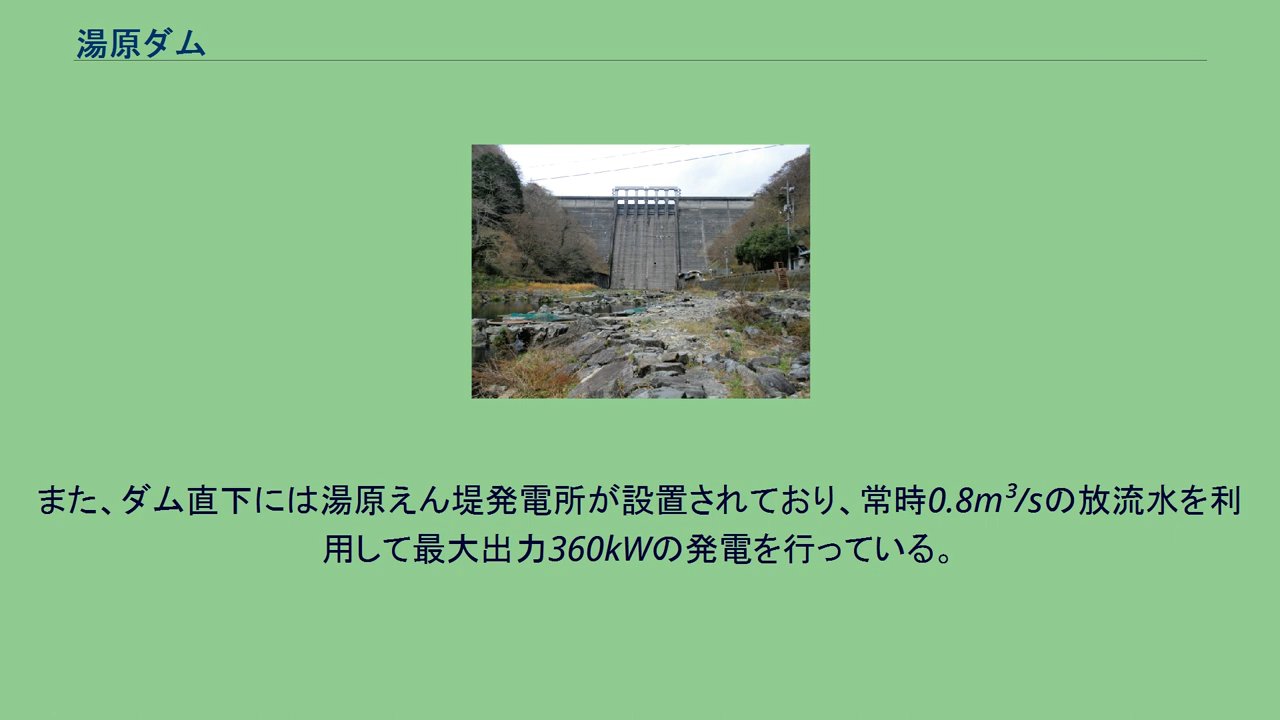 湯原ダム
また、ダム直下には湯原えん堤発電所が設置されており、常時0.8m³/sの放流水を利
用して最大出力360kWの発電を行っている。